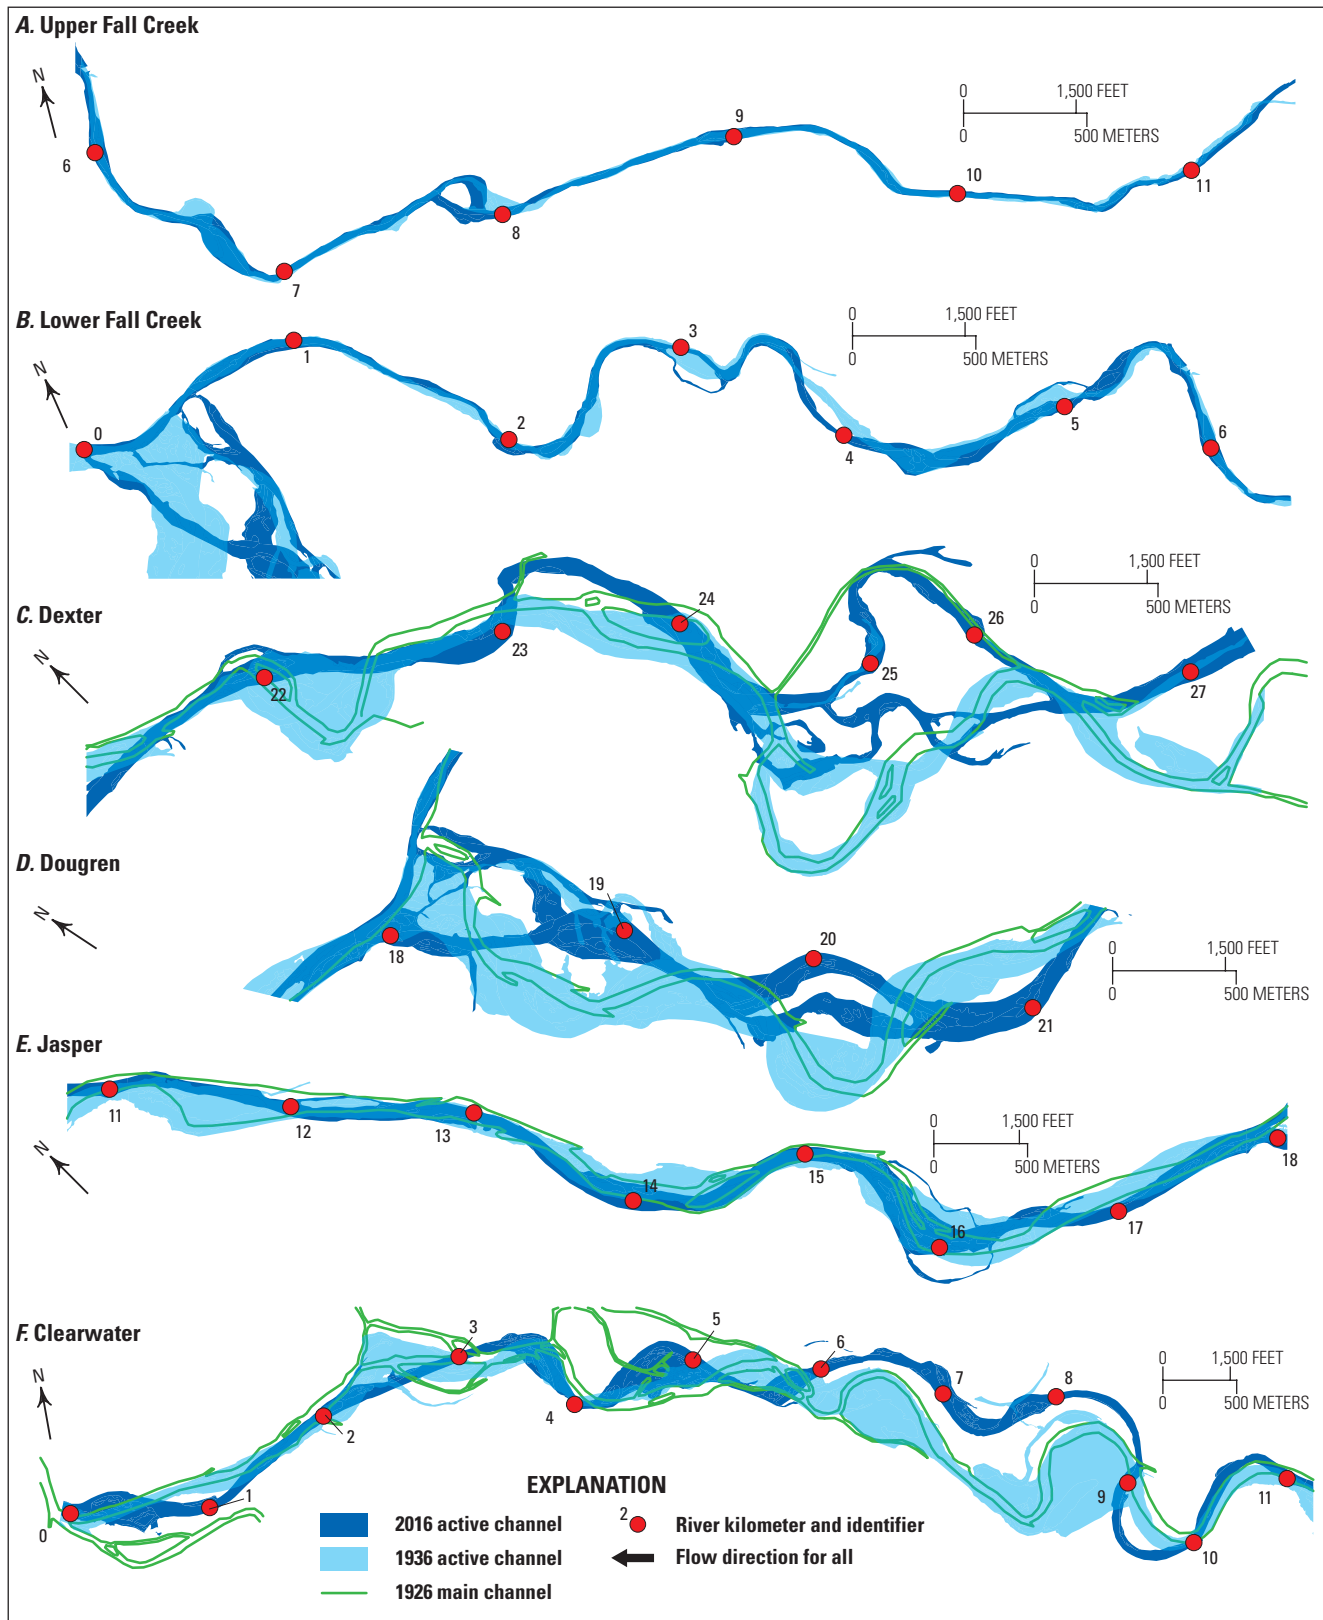 A. Upper Fall Creek
N
0 1,500 FEET
0 500 METERS
6
7
8
9
10
11
B. Lower Fall Creek
N
0 1,500 FEET
0 500 METERS
0
1
2
3
4
5
6
C. Dexter
N
0 1,500 FEET
0 500 METERS
22
23
24
25
26
27
D. Dougren
N
0 1,500 FEET
0 500 METERS
18
19
20
21
E. Jasper
N
0 1,500 FEET
0 500 METERS
11
12
13
14
15
16
17
18
F. Clearwater
N
0 1,500 FEET
0 500 METERS
0
1
2
3
4
5
6
7
8
9
10
11
EXPLANATION
2016 active channel
1936 active channel
1926 main channel
2 River kilometer and identifier
Flow direction for all